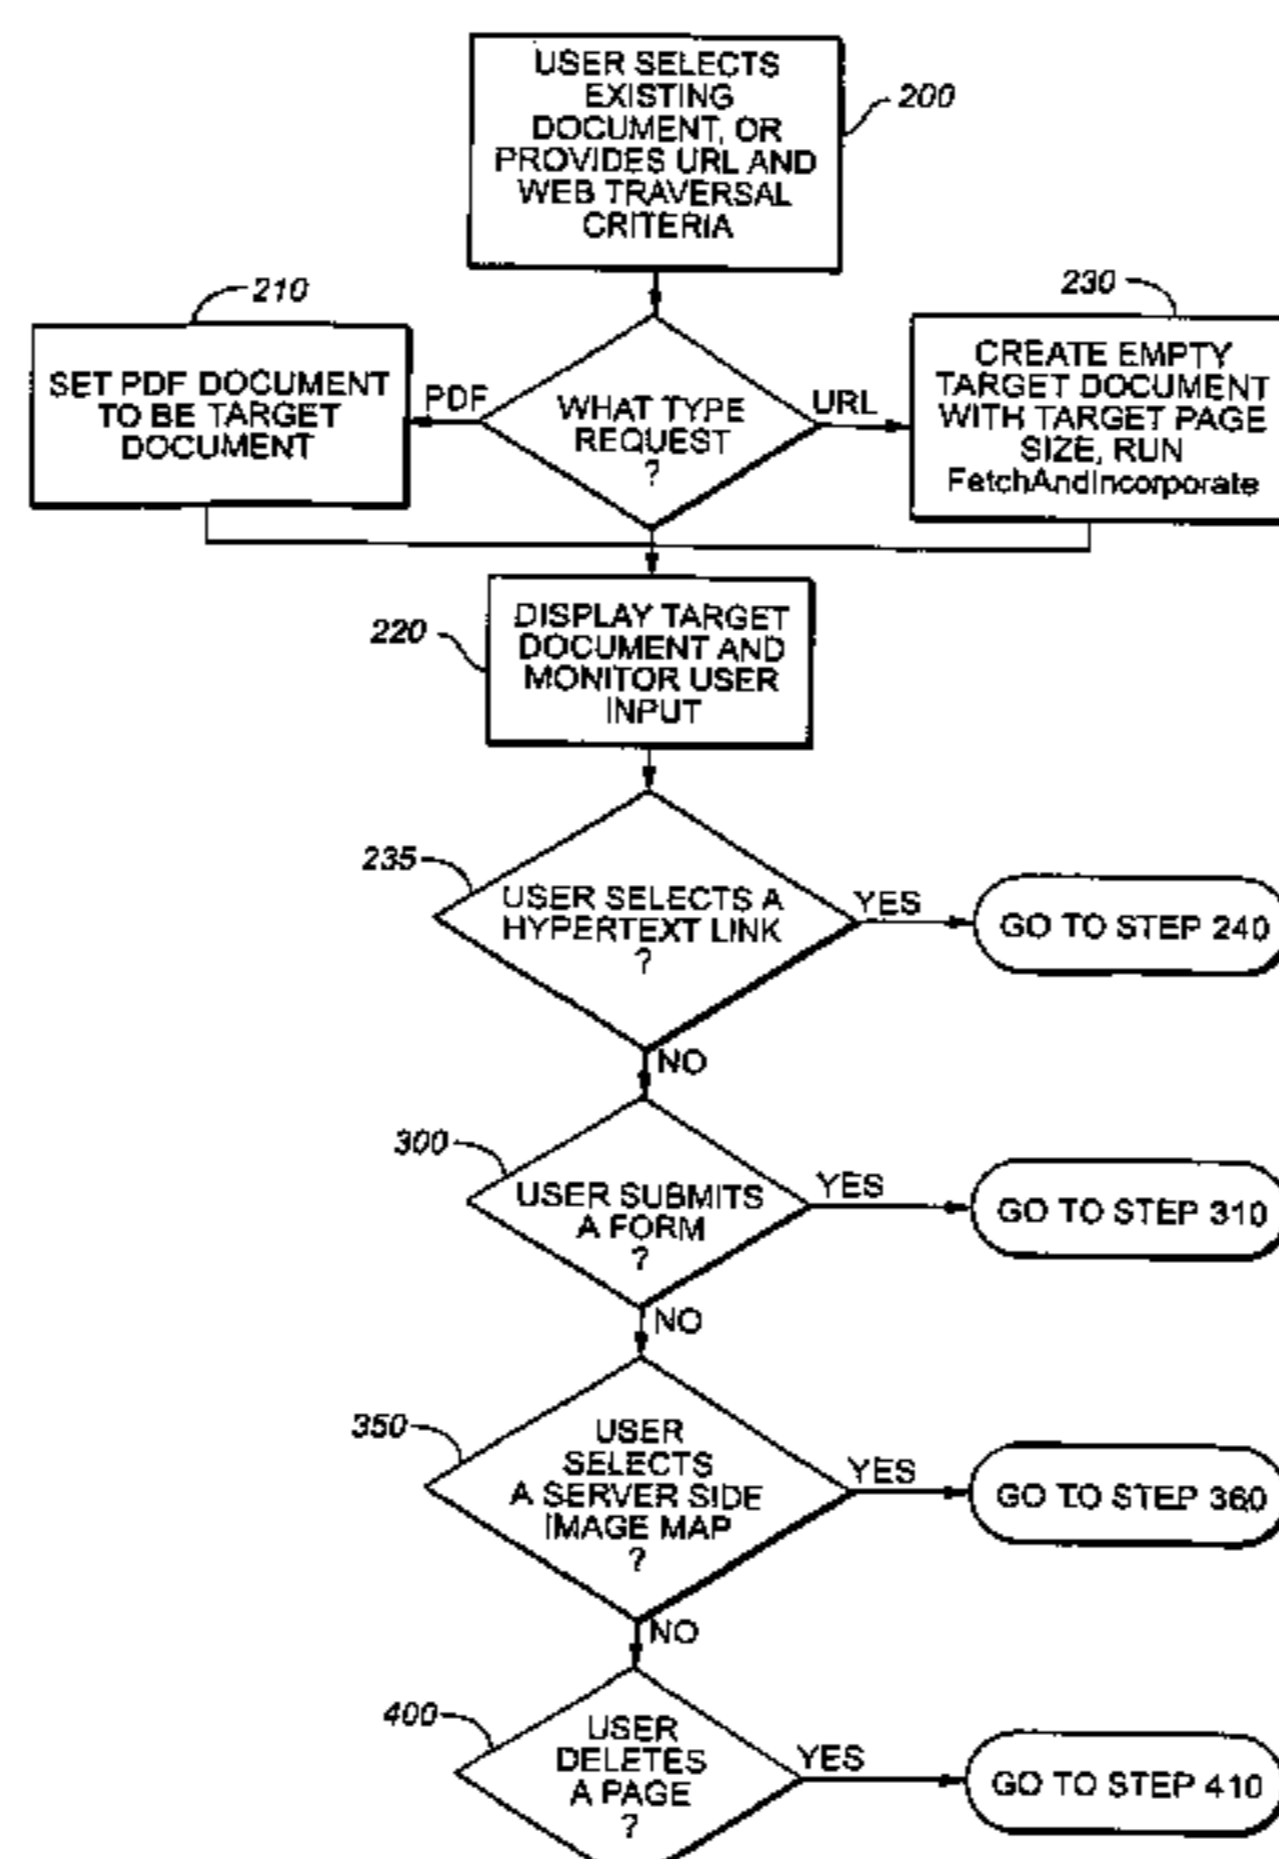 USER SELECTS
EXISTING
DOCUMENT, OR
PROVIDES URL AND
WEB TRAVERSAL
CRITERIA
200
210
230
SET PDF DOCUMENT
TO BE TARGET
DOCUMENT
PDF
WHAT TYPE
REQUEST
?
URL
CREATE EMPTY
TARGET DOCUMENT
WITH TARGET PAGE
SIZE, RUN
FetchAndIncorporate
220
DISPLAY TARGET
DOCUMENT AND
MONITOR USER
INPUT
235
USER SELECTS A
HYPERTEXT LINK
?
YES
GO TO STEP 240
NO
300
USER SUBMITS
A FORM
?
YES
GO TO STEP 310
NO
350
USER
SELECTS
A SERVER SIDE
IMAGE MAP
?
YES
GO TO STEP 360
NO
400
USER
DELETES
A PAGE
?
YES
GO TO STEP 410